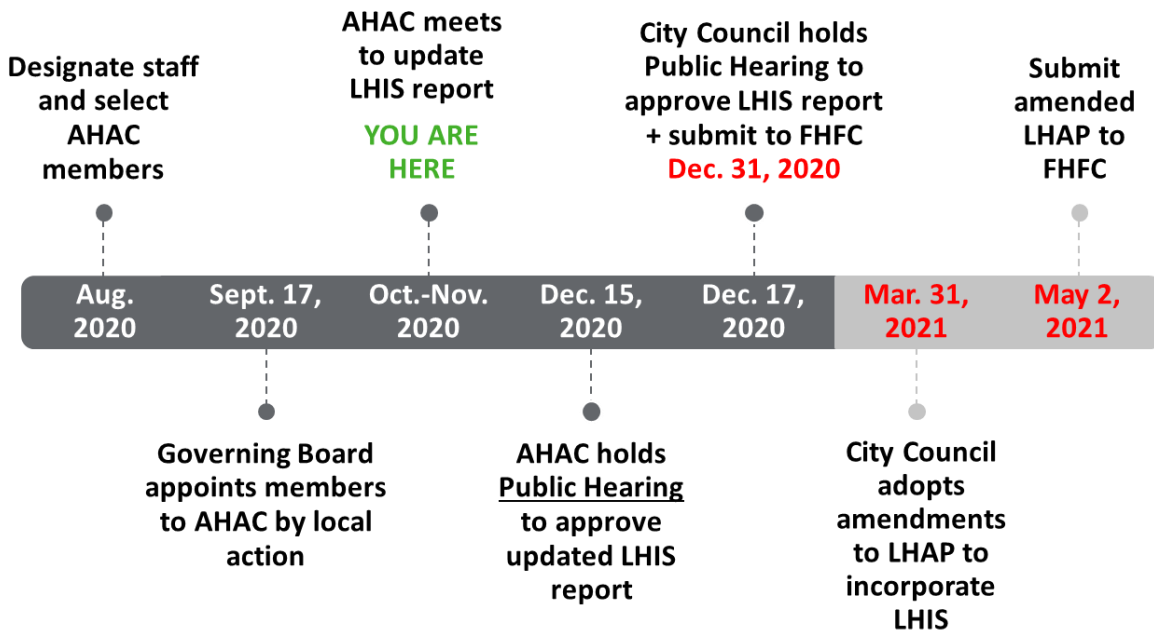 Designate staff
and select
AHAC
members
AHAC meets
to update
LHIS report
YOU ARE
HERE
City Council holds
Public Hearing to
approve LHIS report
+ submit to FHFC
Dec. 31, 2020
Submit
amended
LHAP to
FHFC
Aug.
2020
Sept. 17,
2020
Oct.-Nov.
2020
Dec. 15,
2020
Dec. 17,
2020
Mar. 31,
2021
May 2,
2021
Governing Board
appoints members
to AHAC by local
action
AHAC holds
Public Hearing
to approve
updated LHIS
report
City Council
adopts
amendments
to LHAP to
incorporate
LHIS